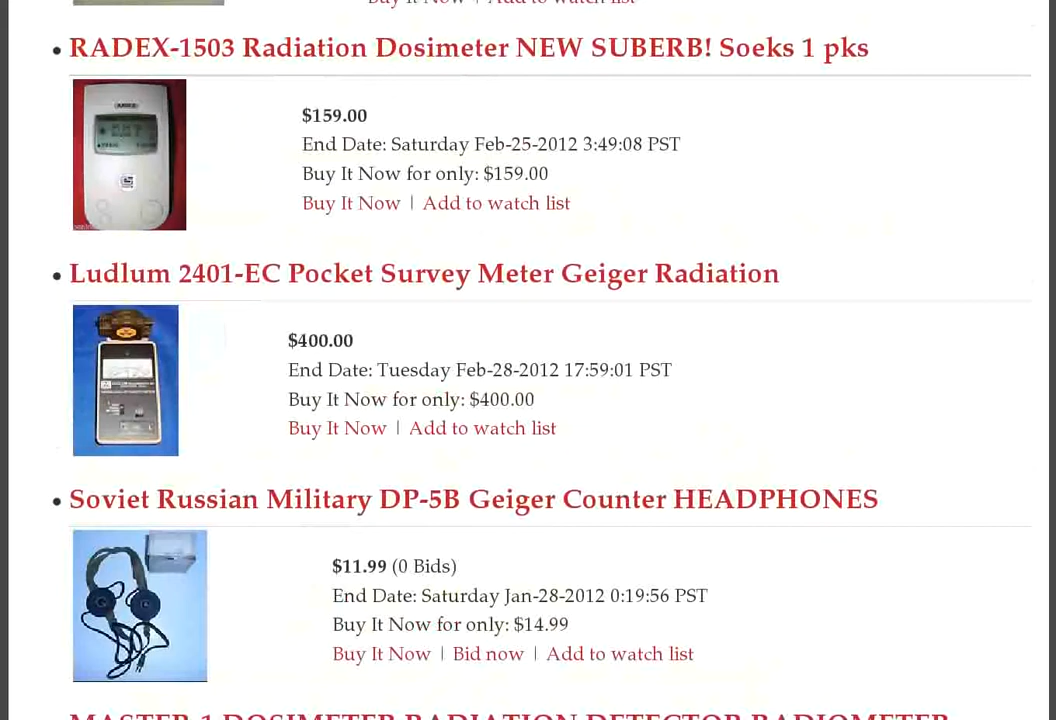 Buy It Now | Add to watch list
• RADEX-1503 Radiation Dosimeter NEW SUBERB! Soeks 1 pks
$159.00
End Date: Saturday Feb-25-2012 3:49:08 PST
Buy It Now for only: $159.00
Buy It Now | Add to watch list
• Ludlum 2401-EC Pocket Survey Meter Geiger Radiation
$400.00
End Date: Tuesday Feb-28-2012 17:59:01 PST
Buy It Now for only: $400.00
Buy It Now | Add to watch list
• Soviet Russian Military DP-5B Geiger Counter HEADPHONES
$11.99 (0 Bids)
End Date: Saturday Jan-28-2012 0:19:56 PST
Buy It Now for only: $14.99
Buy It Now | Bid now | Add to watch list
MASTER-1 DOSIMETER RADIATION DETECTOR RADIOMETER